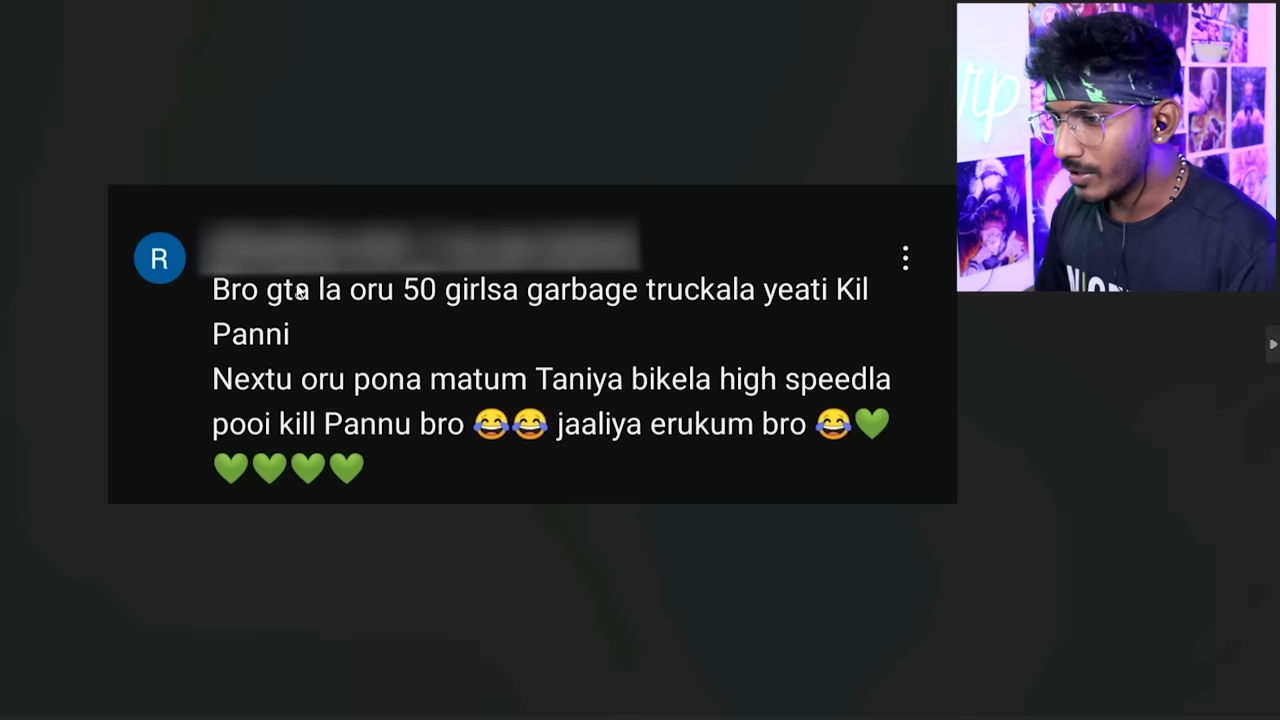 R
Bro gta la oru 50 girlsa garbage truckala yeati Kil
Panni
Nextu oru pona matum Taniya bikela high speedla
pooi kill Pannu bro 😂😂 jaaliya erukum bro 😂💚
💚💚💚💚
rp